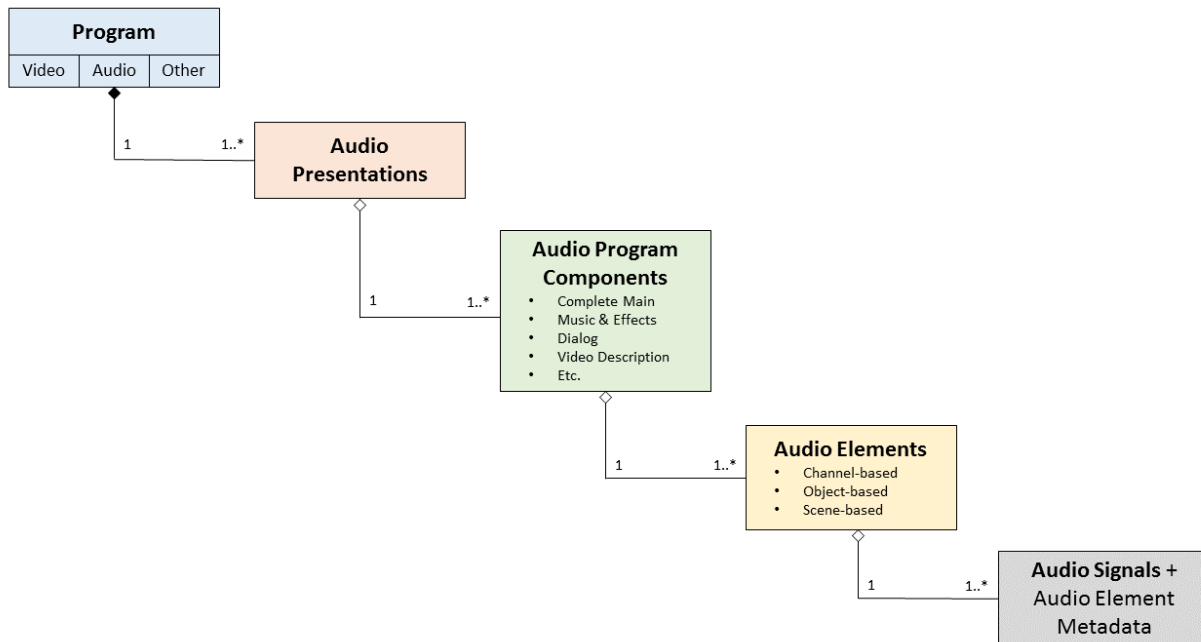 Program
Video Audio Other
1 1..*
Audio
Presentations
1 1..*
Audio Program
Components
• Complete Main
• Music & Effects
• Dialog
• Video Description
• Etc.
1 1..*
Audio Elements
• Channel-based
• Object-based
• Scene-based
1 1..*
Audio Signals +
Audio Element
Metadata